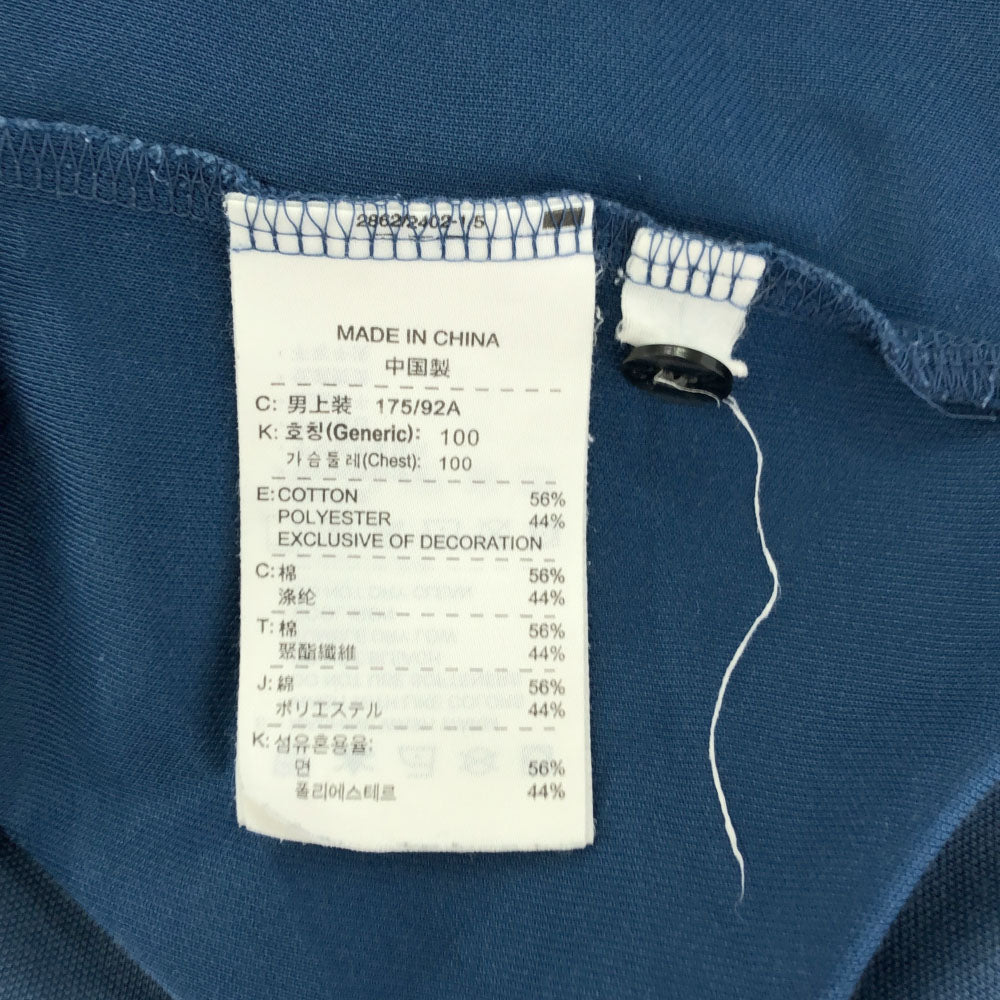 2862/2402-1/5
MADE IN CHINA
中国製
C: 男上装 175/92A
K: 호칭(Generic): 100
가슴둘레(Chest): 100
E: COTTON 56%
POLYESTER 44%
EXCLUSIVE OF DECORATION
C: 棉 56%
涤纶 44%
T: 棉 56%
聚酯纖維 44%
J: 綿 56%
ポリエステル 44%
K: 섬유혼용율:
면 56%
폴리에스테르 44%